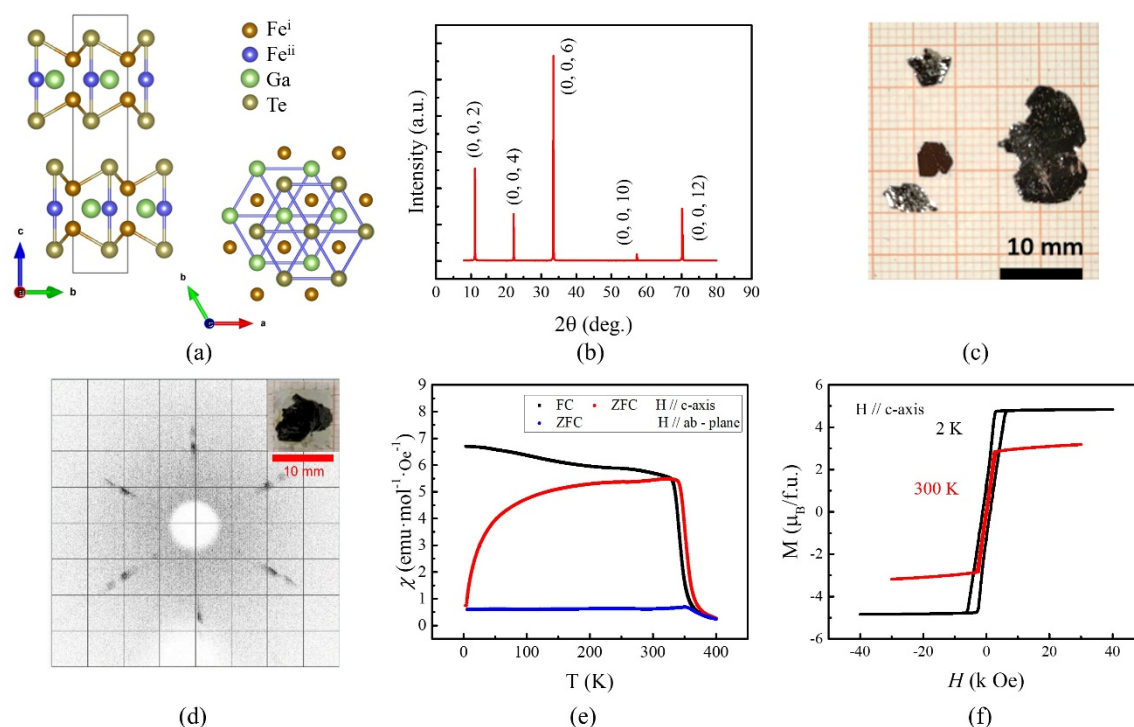 Fe^i
Fe^ii
Ga
Te
c
a
b
b
a
(a)
Intensity (a.u.)
(0, 0, 2)
(0, 0, 4)
(0, 0, 6)
(0, 0, 10)
(0, 0, 12)
0 10 20 30 40 50 60 70 80 90
2θ (deg.)
(b)
10 mm
(c)
10 mm
(d)
χ (emu·mol⁻¹·Oe⁻¹)
9
8
7
6
5
4
3
2
1
0
FC ZFC H // c-axis
ZFC H // ab - plane
0 100 200 300 400
T (K)
(e)
M (μ_B/f.u.)
6
4
2
0
-2
-4
-6
H // c-axis
2 K
300 K
-40 -20 0 20 40
H (k Oe)
(f)